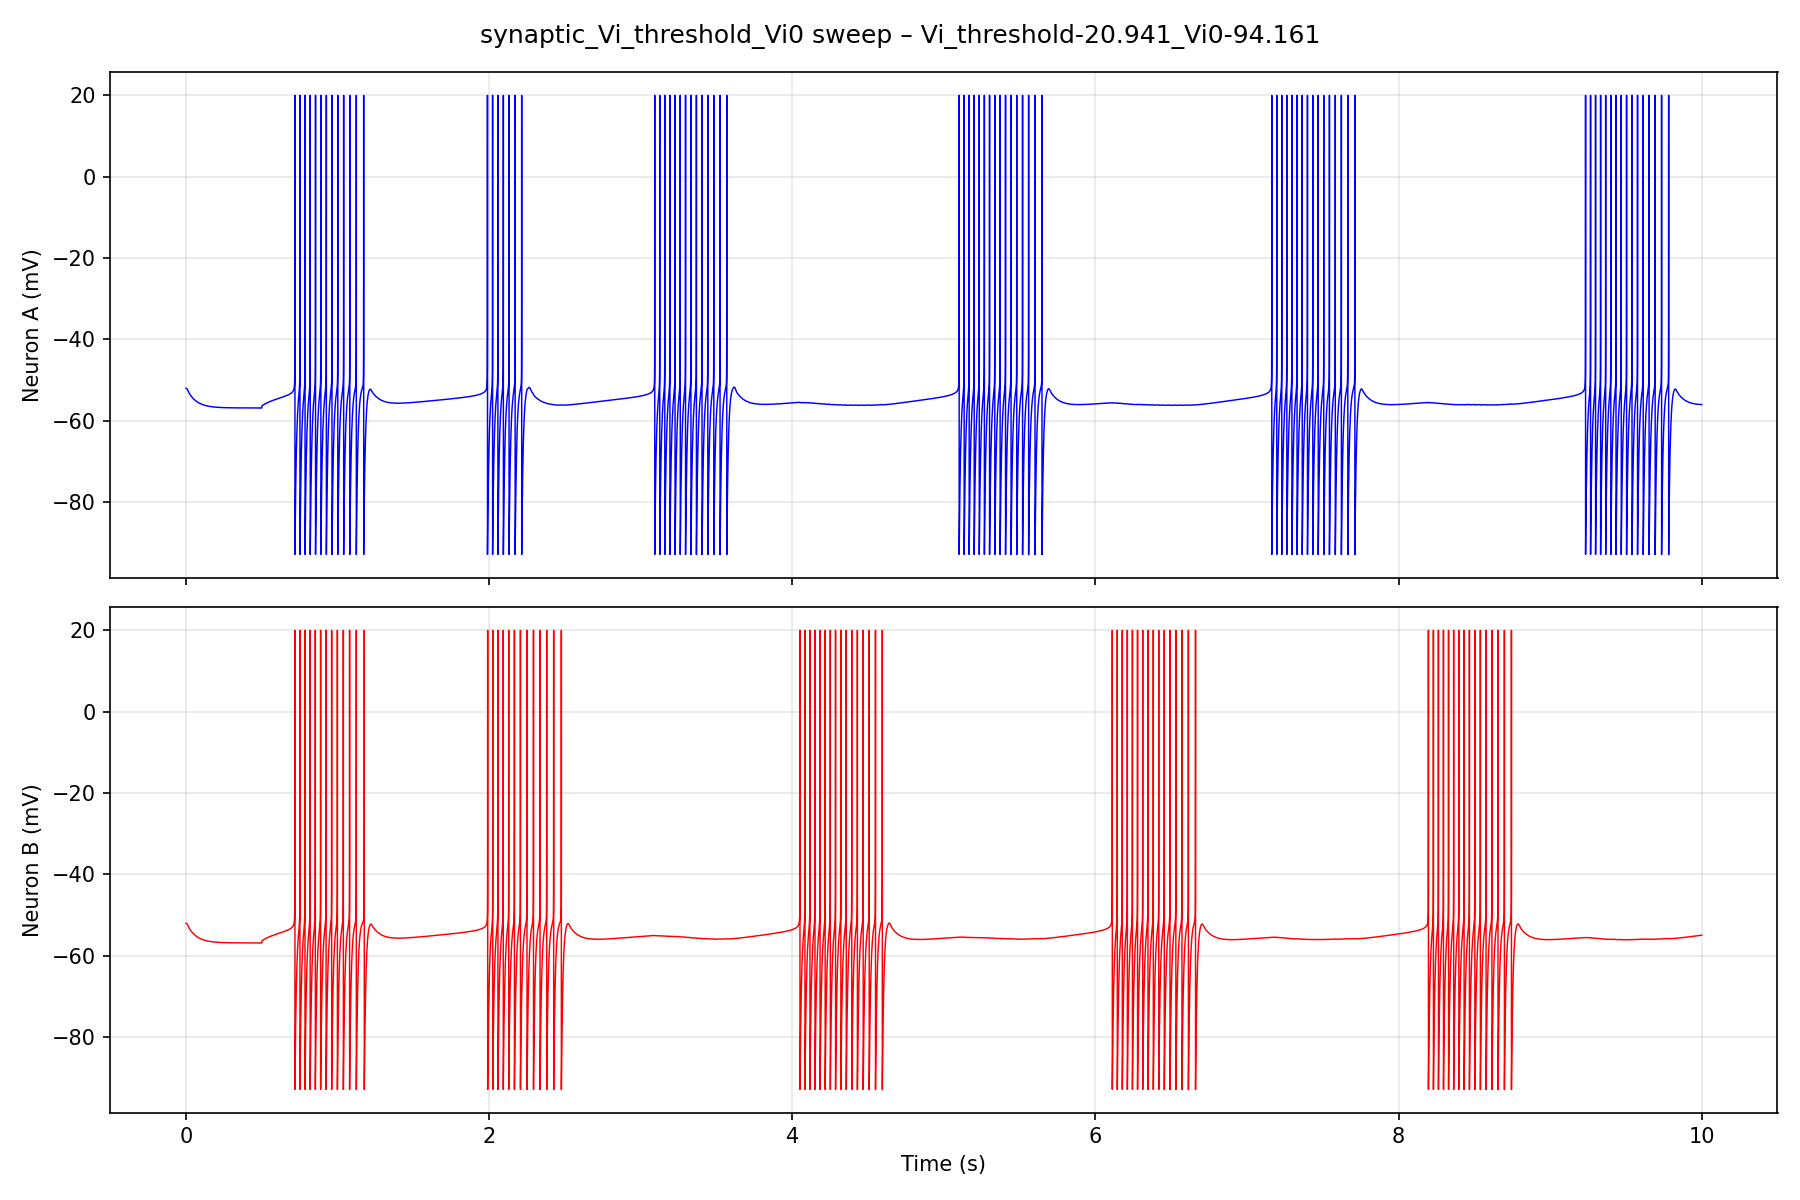 synaptic_Vi_threshold_Vi0 sweep – Vi_threshold-20.941_Vi0-94.161
20
0
−20
−40
−60
−80
Neuron A (mV)
20
0
−20
−40
−60
−80
Neuron B (mV)
0 2 4 6 8 10
Time (s)